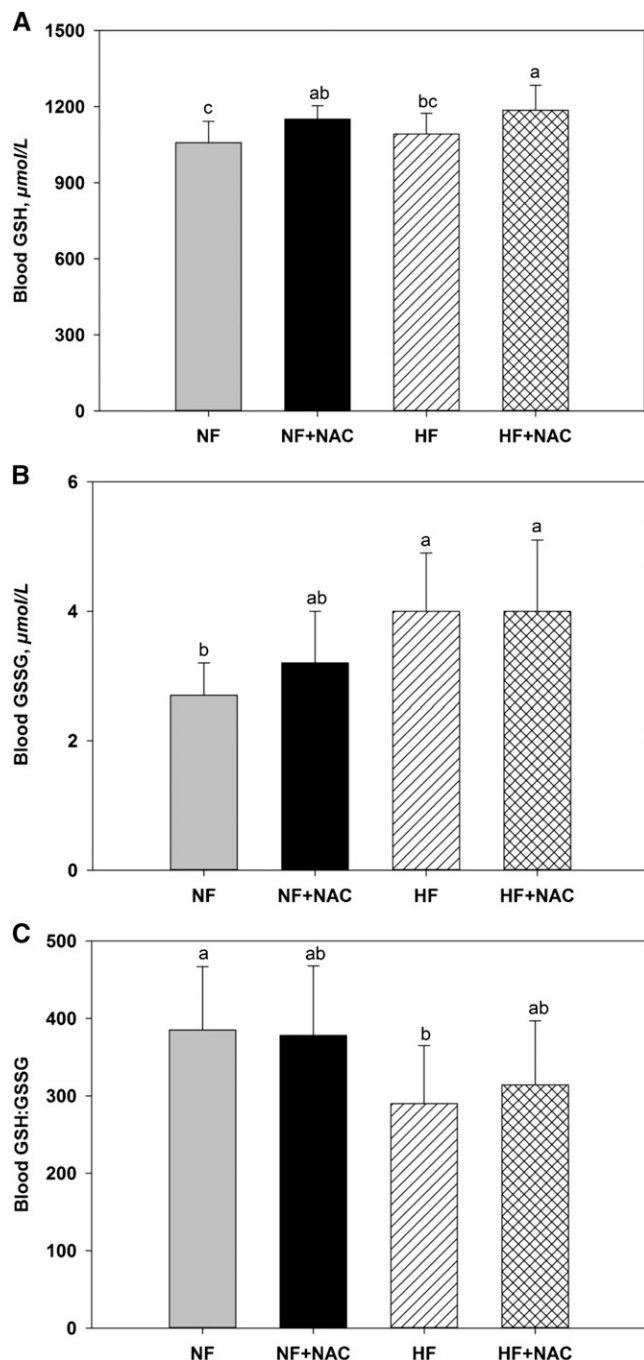 A
1500
1200
900
600
300
0
Blood GSH, µmol/L
c
ab
bc
a
NF NF+NAC HF HF+NAC
B
6
4
2
0
Blood GSSG, µmol/L
b
ab
a
a
NF NF+NAC HF HF+NAC
C
500
400
300
200
100
0
Blood GSH:GSSG
a
ab
b
ab
NF NF+NAC HF HF+NAC